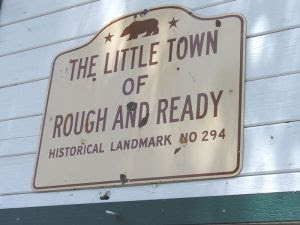 THE LITTLE TOWN
OF
ROUGH AND READY
HISTORICAL LANDMARK NO 294